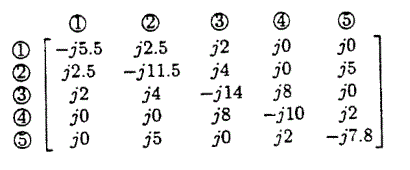 ① ② ③ ④ ⑤
① -j5.5 j2.5 j2 j0 j0
② j2.5 -j11.5 j4 j0 j5
③ j2 j4 -j14 j8 j0
④ j0 j0 j8 -j10 j2
⑤ j0 j5 j0 j2 -j7.8